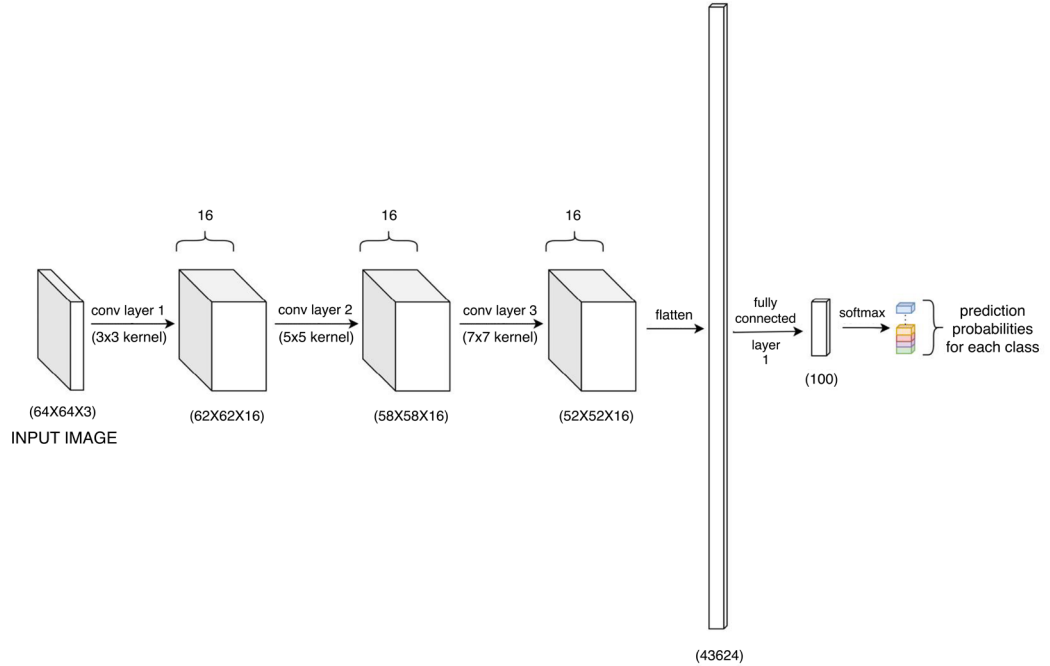 16
16
16
conv layer 1
(3x3 kernel)
conv layer 2
(5x5 kernel)
conv layer 3
(7x7 kernel)
flatten
fully
connected
layer
1
softmax
prediction
probabilities
for each class
(64X64X3)
INPUT IMAGE
(62X62X16)
(58X58X16)
(52X52X16)
(100)
(43624)